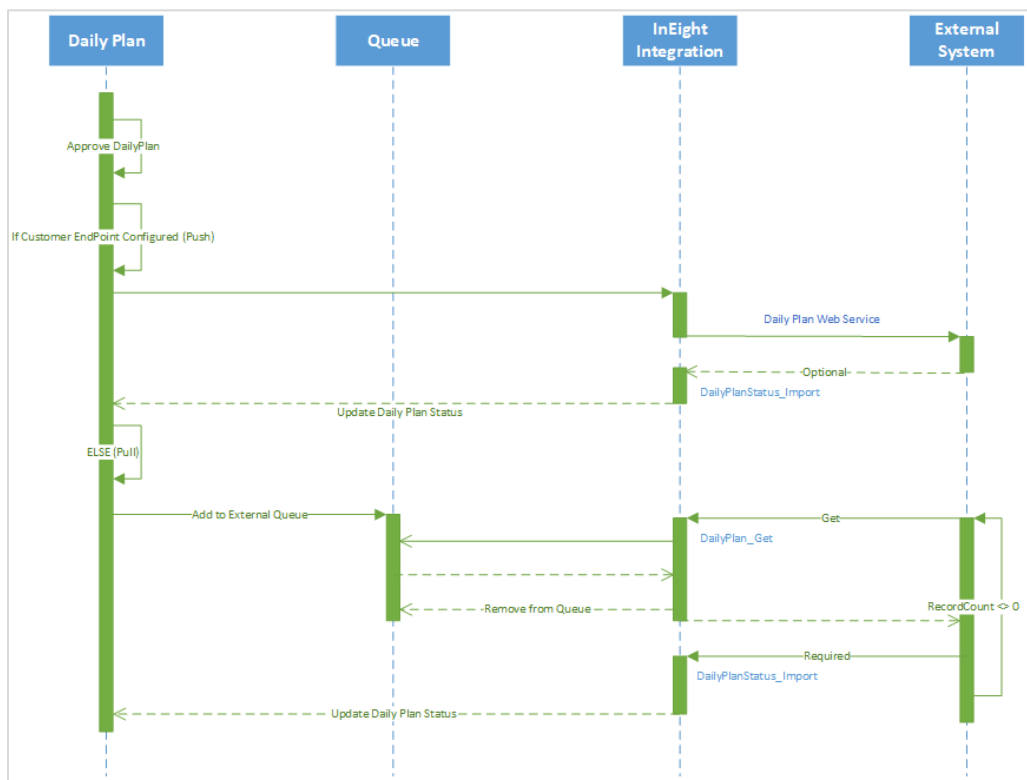 Daily Plan
Queue
InEight
Integration
External
System
Approve DailyPlan
If Customer EndPoint Configured (Push)
Daily Plan Web Service
Optional
DailyPlanStatus_Import
Update Daily Plan Status
ELSE (Pull)
Add to External Queue
Get
DailyPlan_Get
Remove from Queue
RecordCount <> 0
Required
DailyPlanStatus_Import
Update Daily Plan Status